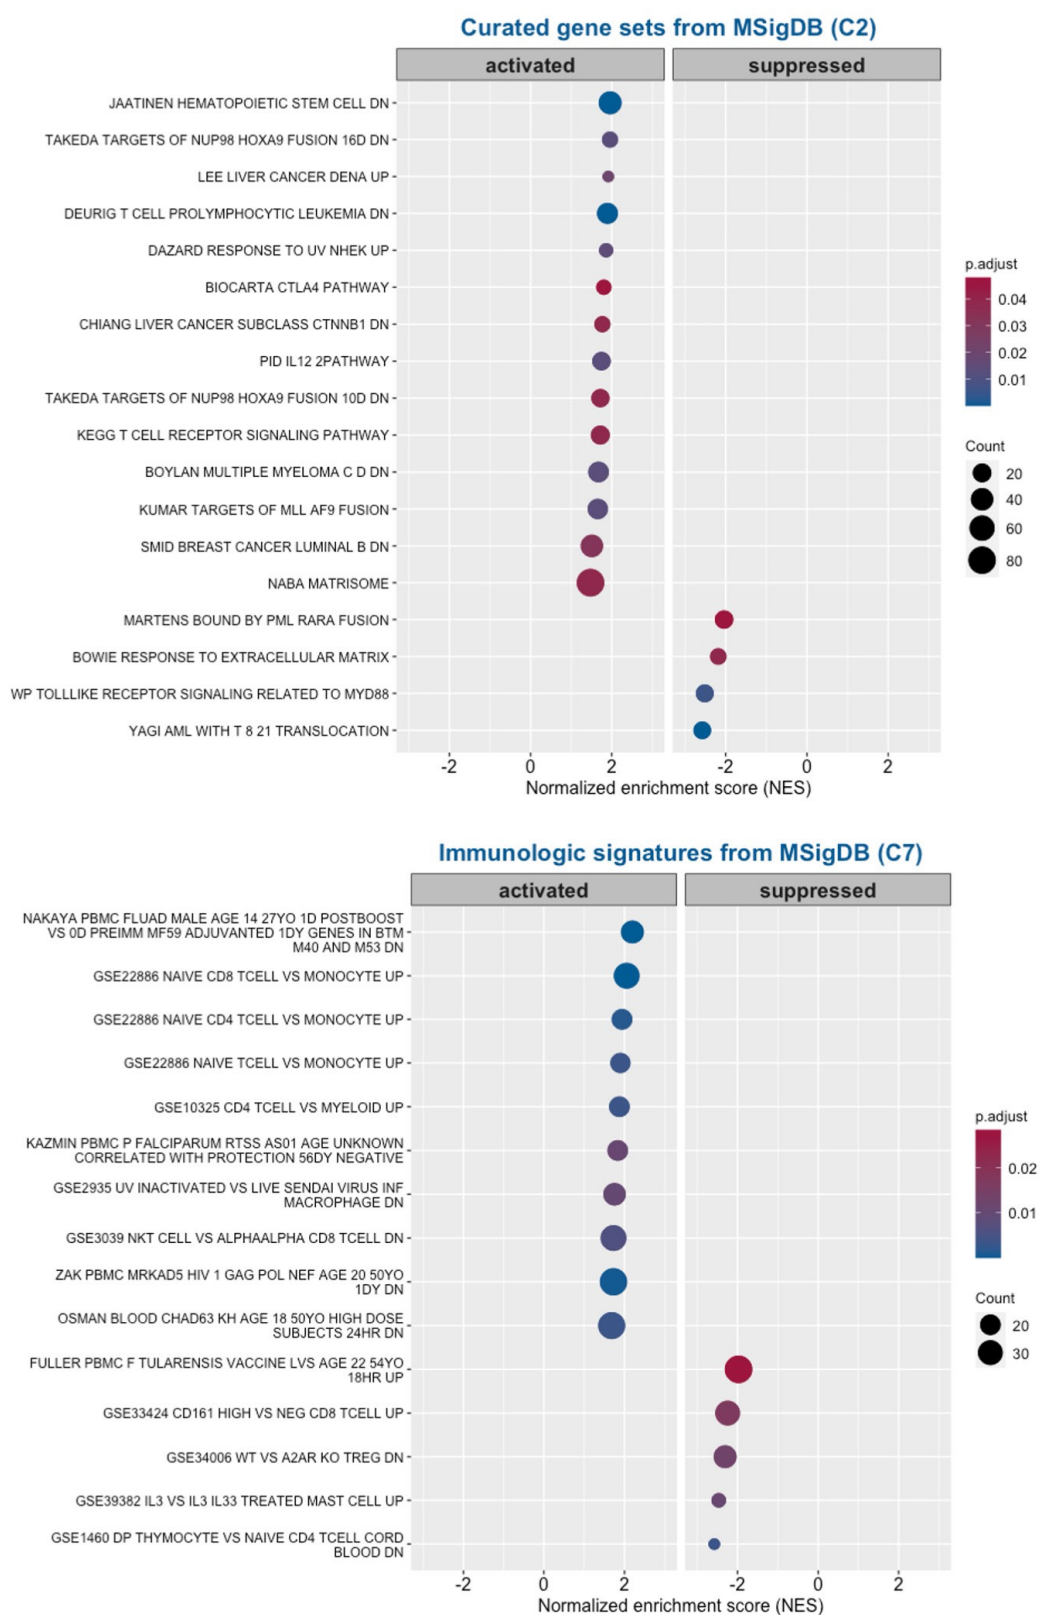 Curated gene sets from MSigDB (C2)
activated
suppressed
JAATINEN HEMATOPOIETIC STEM CELL DN
TAKEDA TARGETS OF NUP98 HOXA9 FUSION 16D DN
LEE LIVER CANCER DENA UP
DEURIG T CELL PROLYMPHOCYTIC LEUKEMIA DN
DAZARD RESPONSE TO UV NHEK UP
BIOCARTA CTLA4 PATHWAY
CHIANG LIVER CANCER SUBCLASS CTNNB1 DN
PID IL12 2PATHWAY
TAKEDA TARGETS OF NUP98 HOXA9 FUSION 10D DN
KEGG T CELL RECEPTOR SIGNALING PATHWAY
BOYLAN MULTIPLE MYELOMA C D DN
KUMAR TARGETS OF MLL AF9 FUSION
SMID BREAST CANCER LUMINAL B DN
NABA MATRISOME
MARTENS BOUND BY PML RARA FUSION
BOWIE RESPONSE TO EXTRACELLULAR MATRIX
WP TOLLLIKE RECEPTOR SIGNALING RELATED TO MYD88
YAGI AML WITH T 8 21 TRANSLOCATION
-2 0 2
-2 0 2
Normalized enrichment score (NES)
p.adjust
0.04
0.03
0.02
0.01
Count
20
40
60
80
Immunologic signatures from MSigDB (C7)
activated
suppressed
NAKAYA PBMC FLUAD MALE AGE 14 27YO 1D POSTBOOST
VS 0D PREIMM MF59 ADJUVANTED 1DY GENES IN BTM
M40 AND M53 DN
GSE22886 NAIVE CD8 TCELL VS MONOCYTE UP
GSE22886 NAIVE CD4 TCELL VS MONOCYTE UP
GSE22886 NAIVE TCELL VS MONOCYTE UP
GSE10325 CD4 TCELL VS MYELOID UP
KAZMIN PBMC P FALCIPARUM RTSS AS01 AGE UNKNOWN
CORRELATED WITH PROTECTION 56DY NEGATIVE
GSE2935 UV INACTIVATED VS LIVE SENDAI VIRUS INF
MACROPHAGE DN
GSE3039 NKT CELL VS ALPHAALPHA CD8 TCELL DN
ZAK PBMC MRKAD5 HIV 1 GAG POL NEF AGE 20 50YO
1DY DN
OSMAN BLOOD CHAD63 KH AGE 18 50YO HIGH DOSE
SUBJECTS 24HR DN
FULLER PBMC F TULARENSIS VACCINE LVS AGE 22 54YO
18HR UP
GSE33424 CD161 HIGH VS NEG CD8 TCELL UP
GSE34006 WT VS A2AR KO TREG DN
GSE39382 IL3 VS IL3 IL33 TREATED MAST CELL UP
GSE1460 DP THYMOCYTE VS NAIVE CD4 TCELL CORD
BLOOD DN
-2 0 2
-2 0 2
Normalized enrichment score (NES)
p.adjust
0.02
0.01
Count
20
30